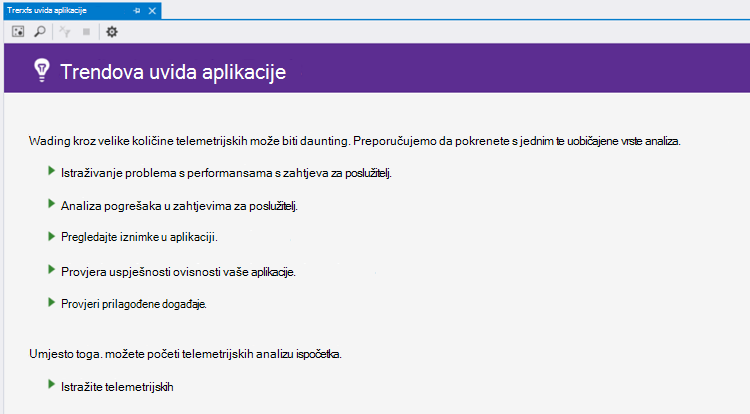 Trerxfs uvida aplikacije
Trendova uvida aplikacije
Wading kroz velike količine telemetrijskih može biti daunting. Preporučujemo da pokrenete s jednim te uobičajene vrste analiza.
Istraživanje problema s performansama s zahtjeva za poslužitelj.
Analiza pogrešaka u zahtjevima za poslužitelj.
Pregledajte iznimke u aplikaciji.
Provjera uspješnosti ovisnosti vaše aplikacije.
Provjeri prilagođene događaje.
Umjesto toga. možete početi telemetrijskih analizu ispočetka.
Istražite telemetrijskih